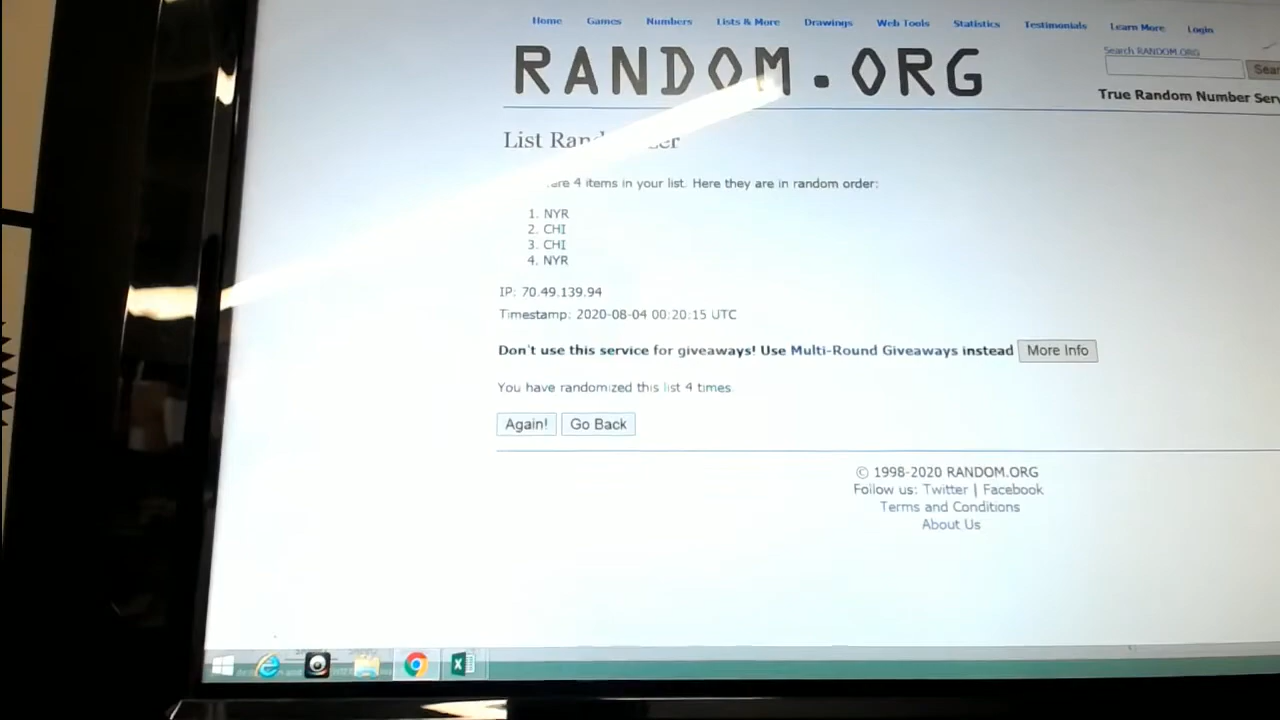 Home Games Numbers Lists & More Drawings Web Tools Statistics Testimonials Learn More Login
Search RANDOM.ORG
RANDOM.ORG
True Random Number
List
are 4 items in your list. Here they are in random order:
1. NYR
2. CHI
3. CHI
4. NYR
IP: 70.49.139.94
Timestamp: 2020-08-04 00:20:15 UTC
Don't use this service for giveaways! Use Multi-Round Giveaways instead More Info
You have randomized this list 4 times
Again! Go Back
© 1998-2020 RANDOM.ORG
Follow us: Twitter | Facebook
Terms and Conditions
About Us